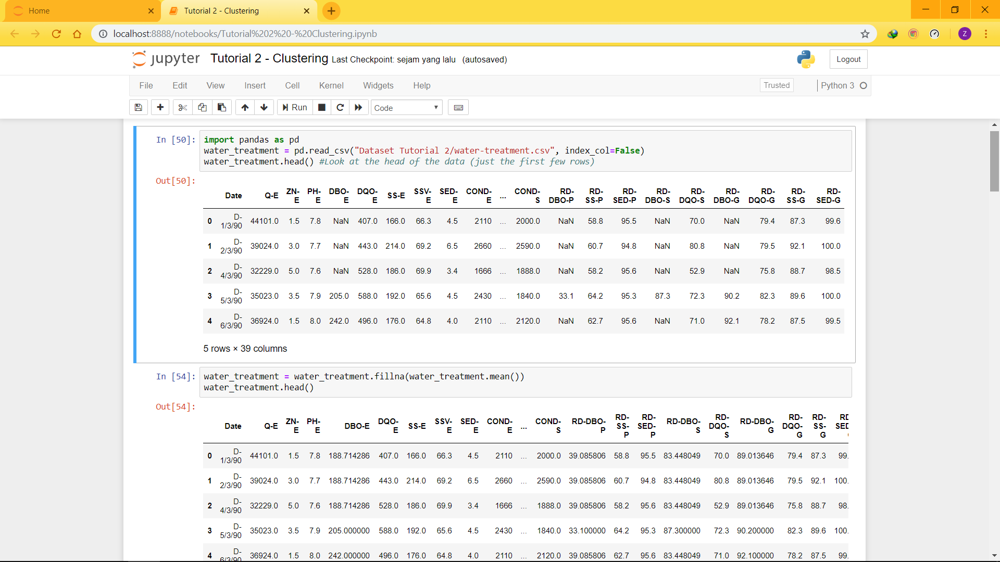 Home
Tutorial 2 - Clustering
localhost:8888/notebooks/Tutorial%202%20-%20Clustering.ipynb
Z
jupyter Tutorial 2 - Clustering Last Checkpoint: sejam yang lalu (autosaved)
Logout
File Edit View Insert Cell Kernel Widgets Help
Trusted Python 3
Run Code
In [50]: import pandas as pd
water_treatment = pd.read_csv("Dataset Tutorial 2/water-treatment.csv", index_col=False)
water_treatment.head() #Look at the head of the data (just the first few rows)
Out[50]:
Date Q-E ZN-E PH-E DBO-E DQO-E SS-E SSV-E SED-E COND-E ... COND-S RD-DBO-P RD-SS-P RD-SED-P RD-DBO-S RD-DQO-S RD-DBO-G RD-DQO-G RD-SS-G RD-SED-G
0 D-1/3/90 44101.0 1.5 7.8 NaN 407.0 166.0 66.3 4.5 2110 ... 2000.0 NaN 58.8 95.5 NaN 70.0 NaN 79.4 87.3 99.6
1 D-2/3/90 39024.0 3.0 7.7 NaN 443.0 214.0 69.2 6.5 2660 ... 2590.0 NaN 60.7 94.8 NaN 80.8 NaN 79.5 92.1 100.0
2 D-4/3/90 32229.0 5.0 7.6 NaN 528.0 186.0 69.9 3.4 1666 ... 1888.0 NaN 58.2 95.6 NaN 52.9 NaN 75.8 88.7 98.5
3 D-5/3/90 35023.0 3.5 7.9 205.0 588.0 192.0 65.6 4.5 2430 ... 1840.0 33.1 64.2 95.3 87.3 72.3 90.2 82.3 89.6 100.0
4 D-6/3/90 36924.0 1.5 8.0 242.0 496.0 176.0 64.8 4.0 2110 ... 2120.0 NaN 62.7 95.6 NaN 71.0 92.1 78.2 87.5 99.5
5 rows × 39 columns
In [54]: water_treatment = water_treatment.fillna(water_treatment.mean())
water_treatment.head()
Out[54]:
Date Q-E ZN-E PH-E DBO-E DQO-E SS-E SSV-E SED-E COND-E ... COND-S RD-DBO-P RD-SS-P RD-SED-P RD-DBO-S RD-DQO-S RD-DBO-G RD-DQO-G RD-SS-G
0 D-1/3/90 44101.0 1.5 7.8 188.714286 407.0 166.0 66.3 4.5 2110 ... 2000.0 39.085806 58.8 95.5 83.448049 70.0 89.013646 79.4 87.3 99.
1 D-2/3/90 39024.0 3.0 7.7 188.714286 443.0 214.0 69.2 6.5 2660 ... 2590.0 39.085806 60.7 94.8 83.448049 80.8 89.013646 79.5 92.1 100.
2 D-4/3/90 32229.0 5.0 7.6 188.714286 528.0 186.0 69.9 3.4 1666 ... 1888.0 39.085806 58.2 95.6 83.448049 52.9 89.013646 75.8 88.7 98.
3 D-5/3/90 35023.0 3.5 7.9 205.000000 588.0 192.0 65.6 4.5 2430 ... 1840.0 33.100000 64.2 95.3 87.300000 72.3 90.200000 82.3 89.6 100.
4 D-6/3/90 36924.0 1.5 8.0 242.000000 496.0 176.0 64.8 4.0 2110 ... 2120.0 39.085806 62.7 95.6 83.448049 71.0 92.100000 78.2 87.5 99.